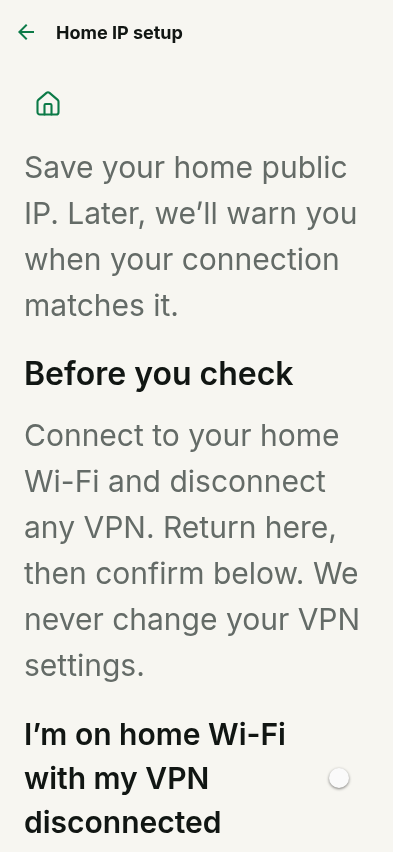 Home IP setup
Save your home public
IP. Later, we’ll warn you
when your connection
matches it.
Before you check
Connect to your home
Wi-Fi and disconnect
any VPN. Return here,
then confirm below. We
never change your VPN
settings.
I’m on home Wi-Fi
with my VPN
disconnected